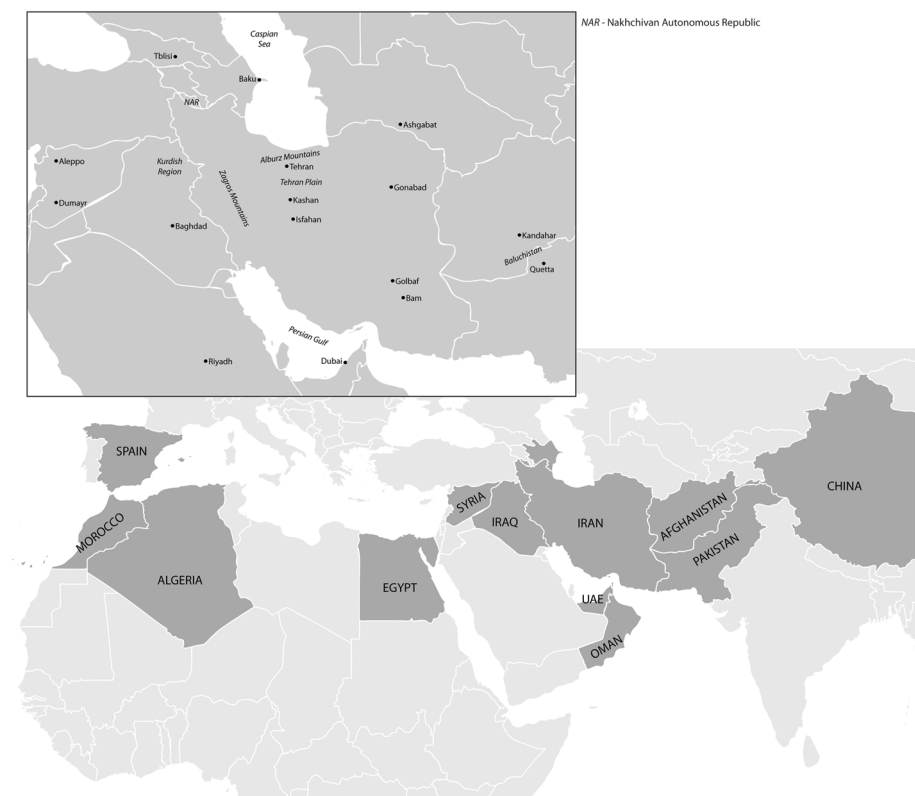 NAR - Nakhchivan Autonomous Republic
Caspian
Sea
Tblisi
Baku
NAR
Ashgabat
Aleppo
Kurdish
Region
Alburz Mountains
Tehran
Zagros Mountains
Tehran Plain
Gonabad
Dumayr
Kashan
Isfahan
Baghdad
Kandahar
Baluchistan
Quetta
Golbaf
Bam
Persian Gulf
Riyadh
Dubai
SPAIN
CHINA
SYRIA
IRAQ
IRAN
AFGHANISTAN
MOROCCO
PAKISTAN
ALGERIA
EGYPT
UAE
OMAN